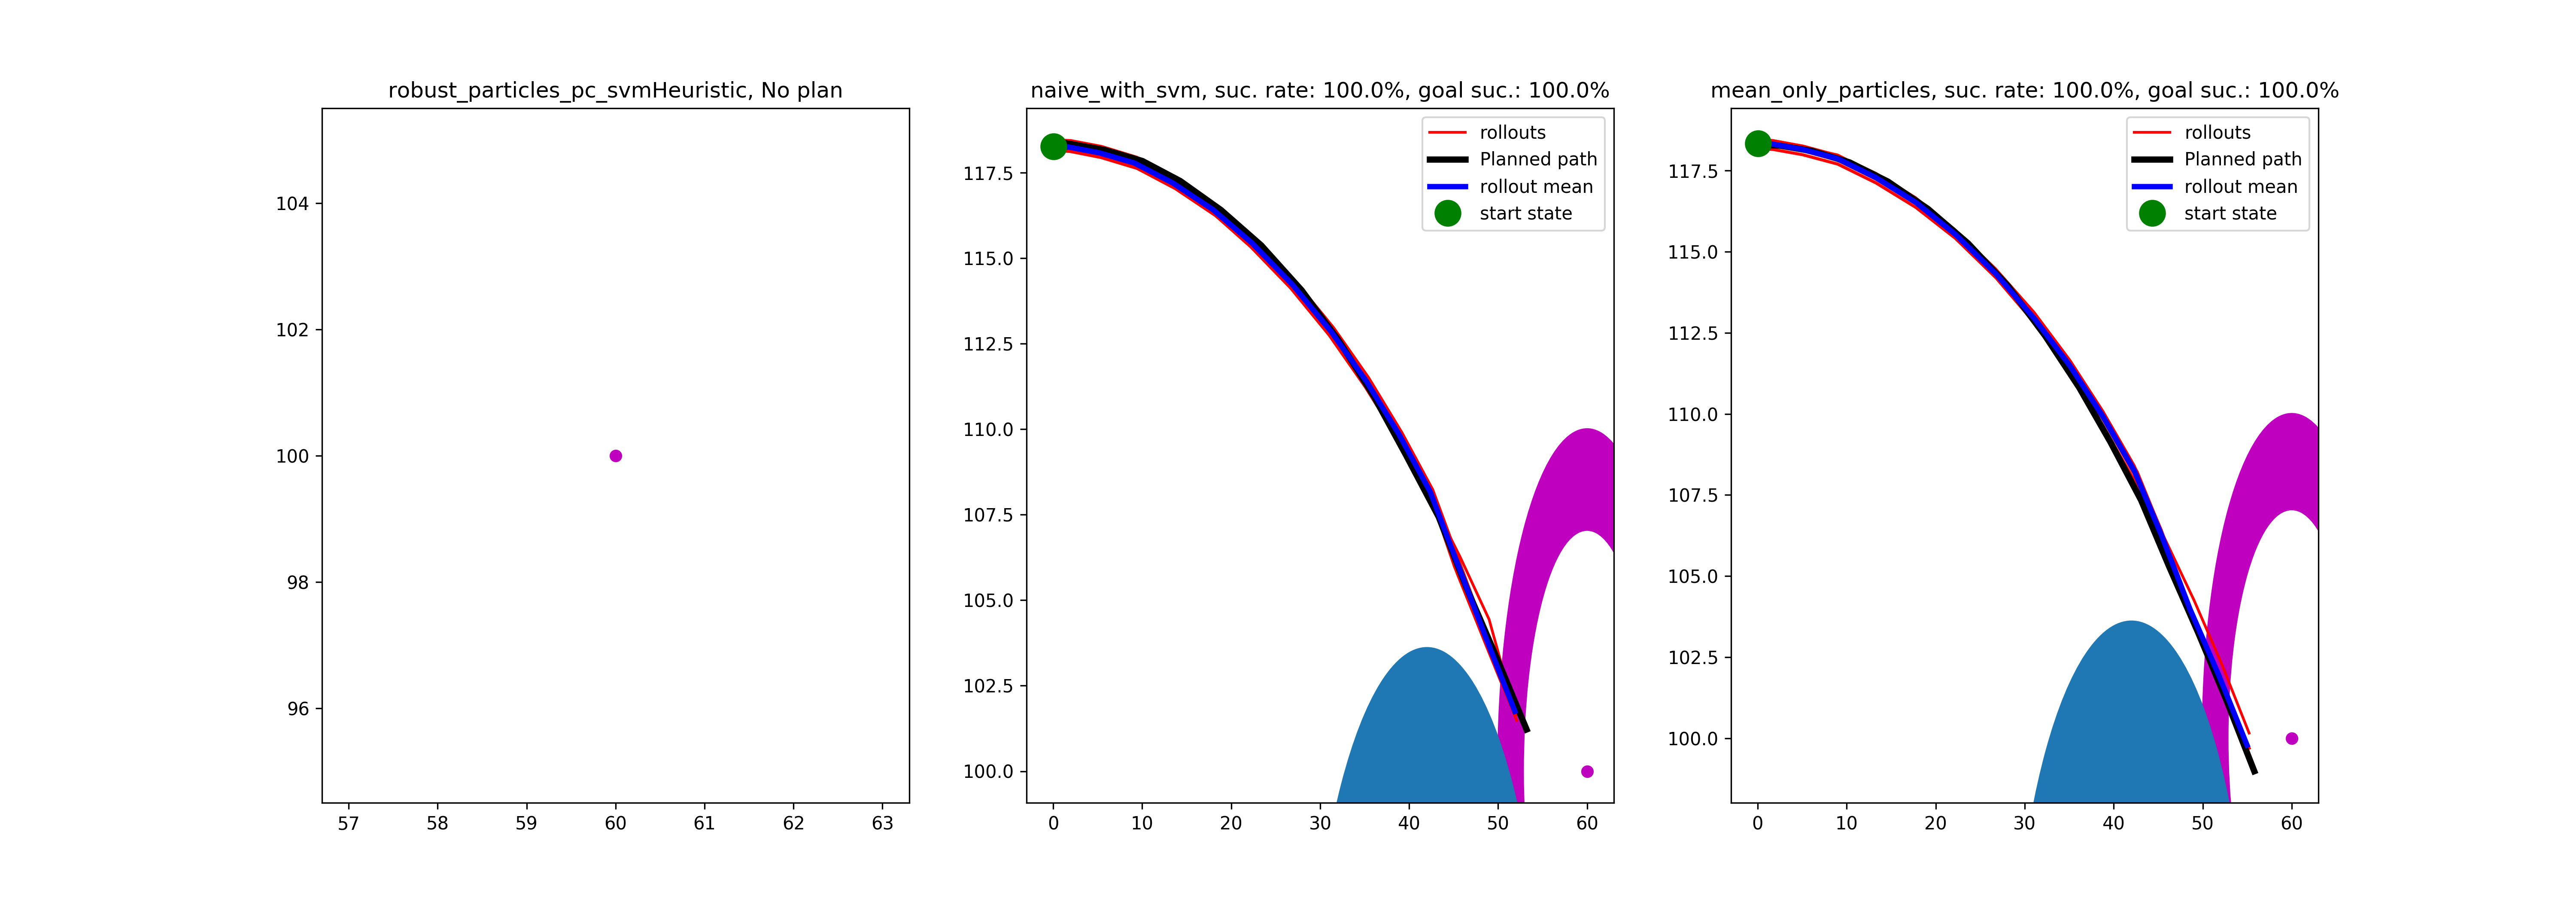 robust_particles_pc_svmHeuristic, No plan
104
102
100
98
96
57 58 59 60 61 62 63
naive_with_svm, suc. rate: 100.0%, goal suc.: 100.0%
rollouts
Planned path
rollout mean
start state
117.5
115.0
112.5
110.0
107.5
105.0
102.5
100.0
0 10 20 30 40 50 60
mean_only_particles, suc. rate: 100.0%, goal suc.: 100.0%
rollouts
Planned path
rollout mean
start state
117.5
115.0
112.5
110.0
107.5
105.0
102.5
100.0
0 10 20 30 40 50 60